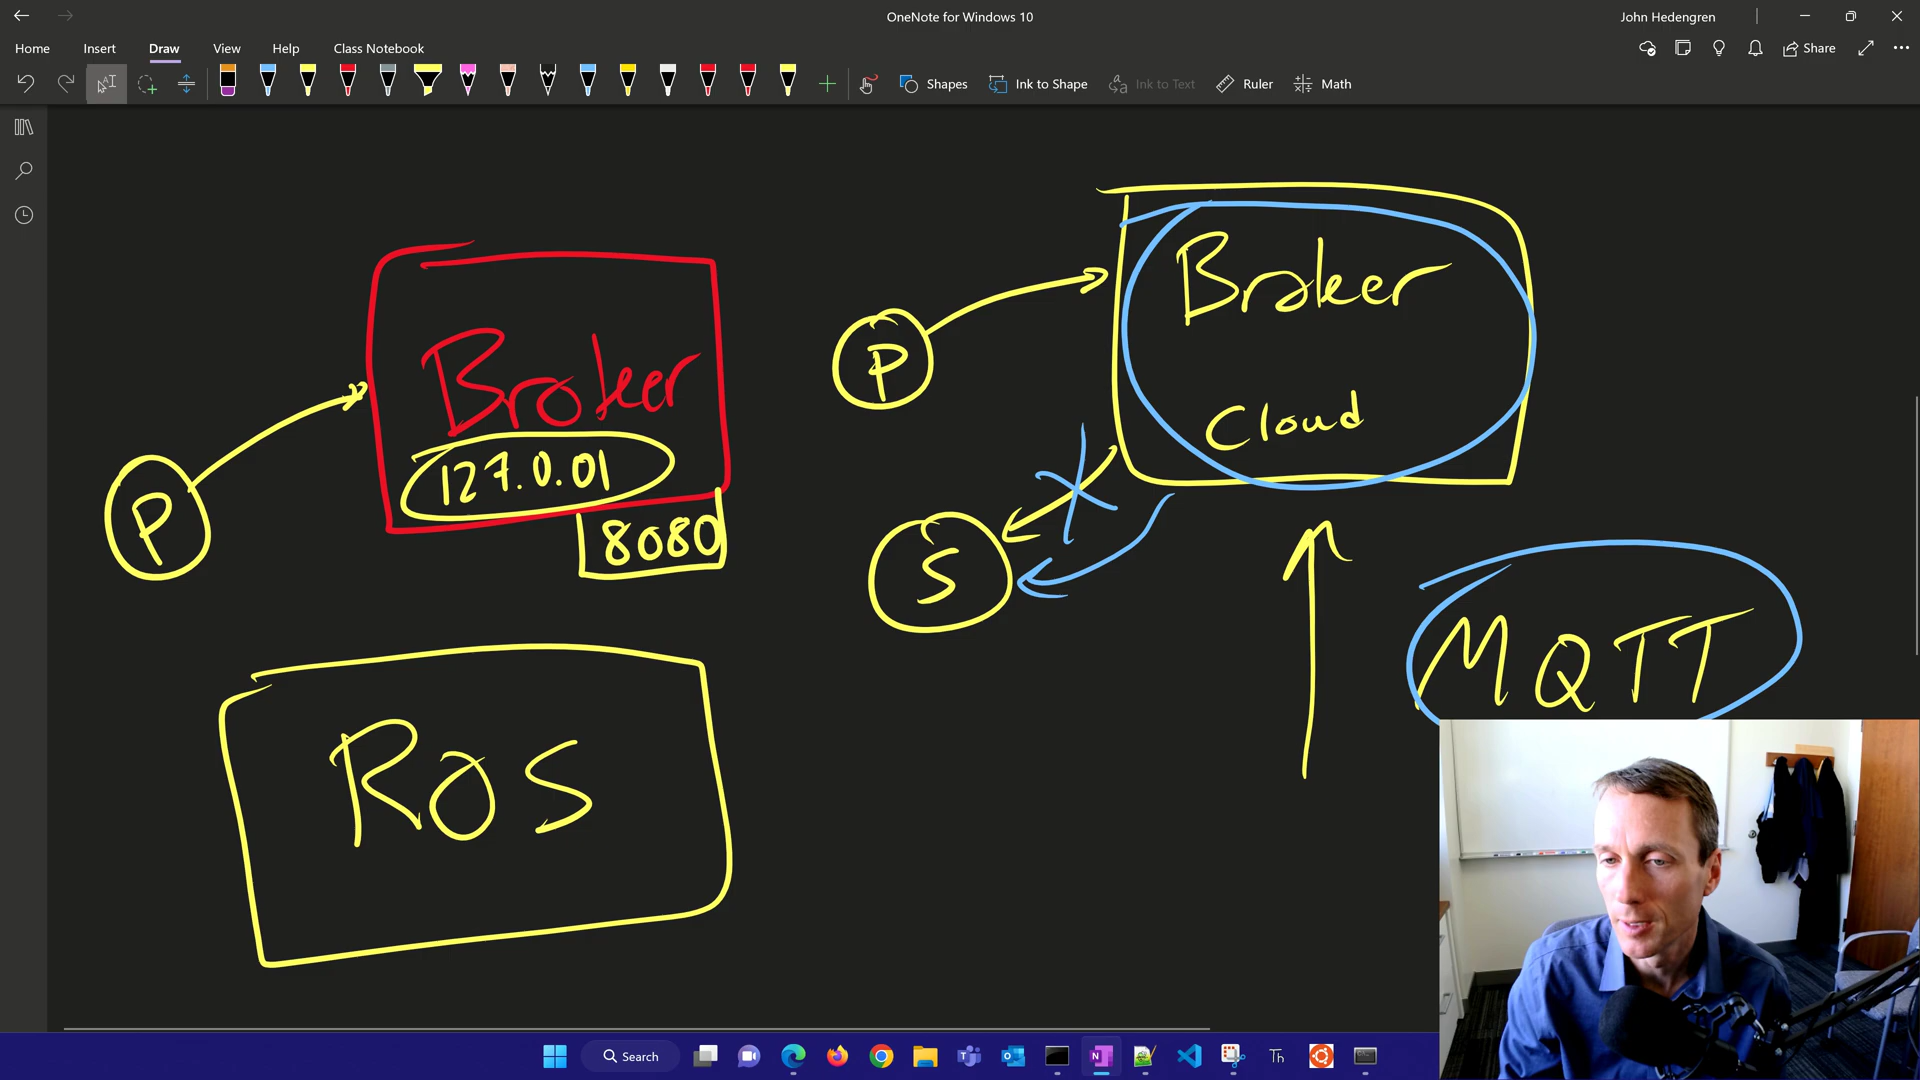 OneNote for Windows 10
John Hedengren
Home
Insert
Draw
View
Help
Class Notebook
Share
Shapes
Ink to Shape
Ink to Text
Ruler
Math
Broker
127.0.01
8080
P
ROS
Broker
Cloud
P
S
MQTT
Search
Th